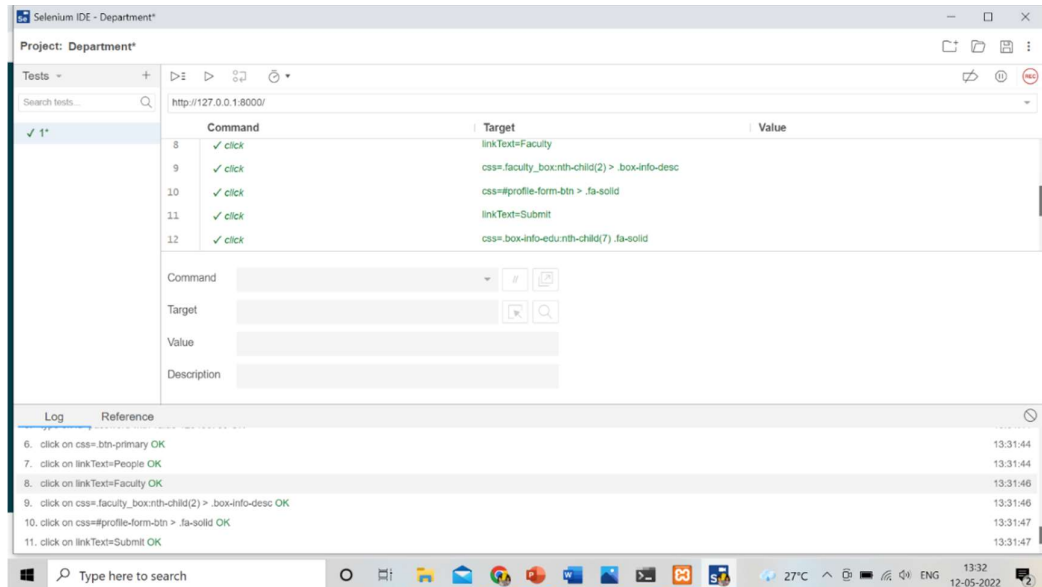 Selenium IDE - Department*
Project: Department*
Tests
Search tests...
http://127.0.0.1:8000/
Command Target Value
✓ 1*
8 ✓ click linkText=Faculty
9 ✓ click css=.faculty_box:nth-child(2) > .box-info-desc
10 ✓ click css=#profile-form-btn > .fa-solid
11 ✓ click linkText=Submit
12 ✓ click css=.box-info-edu:nth-child(7) .fa-solid
Command //
Target
Value
Description
Log Reference
6. click on css=.btn-primary OK 13:31:44
7. click on linkText=People OK 13:31:44
8. click on linkText=Faculty OK 13:31:46
9. click on css=.faculty_box:nth-child(2) > .box-info-desc OK 13:31:46
10. click on css=#profile-form-btn > .fa-solid OK 13:31:47
11. click on linkText=Submit OK 13:31:47
Type here to search 27°C ENG 13:32
12-05-2022